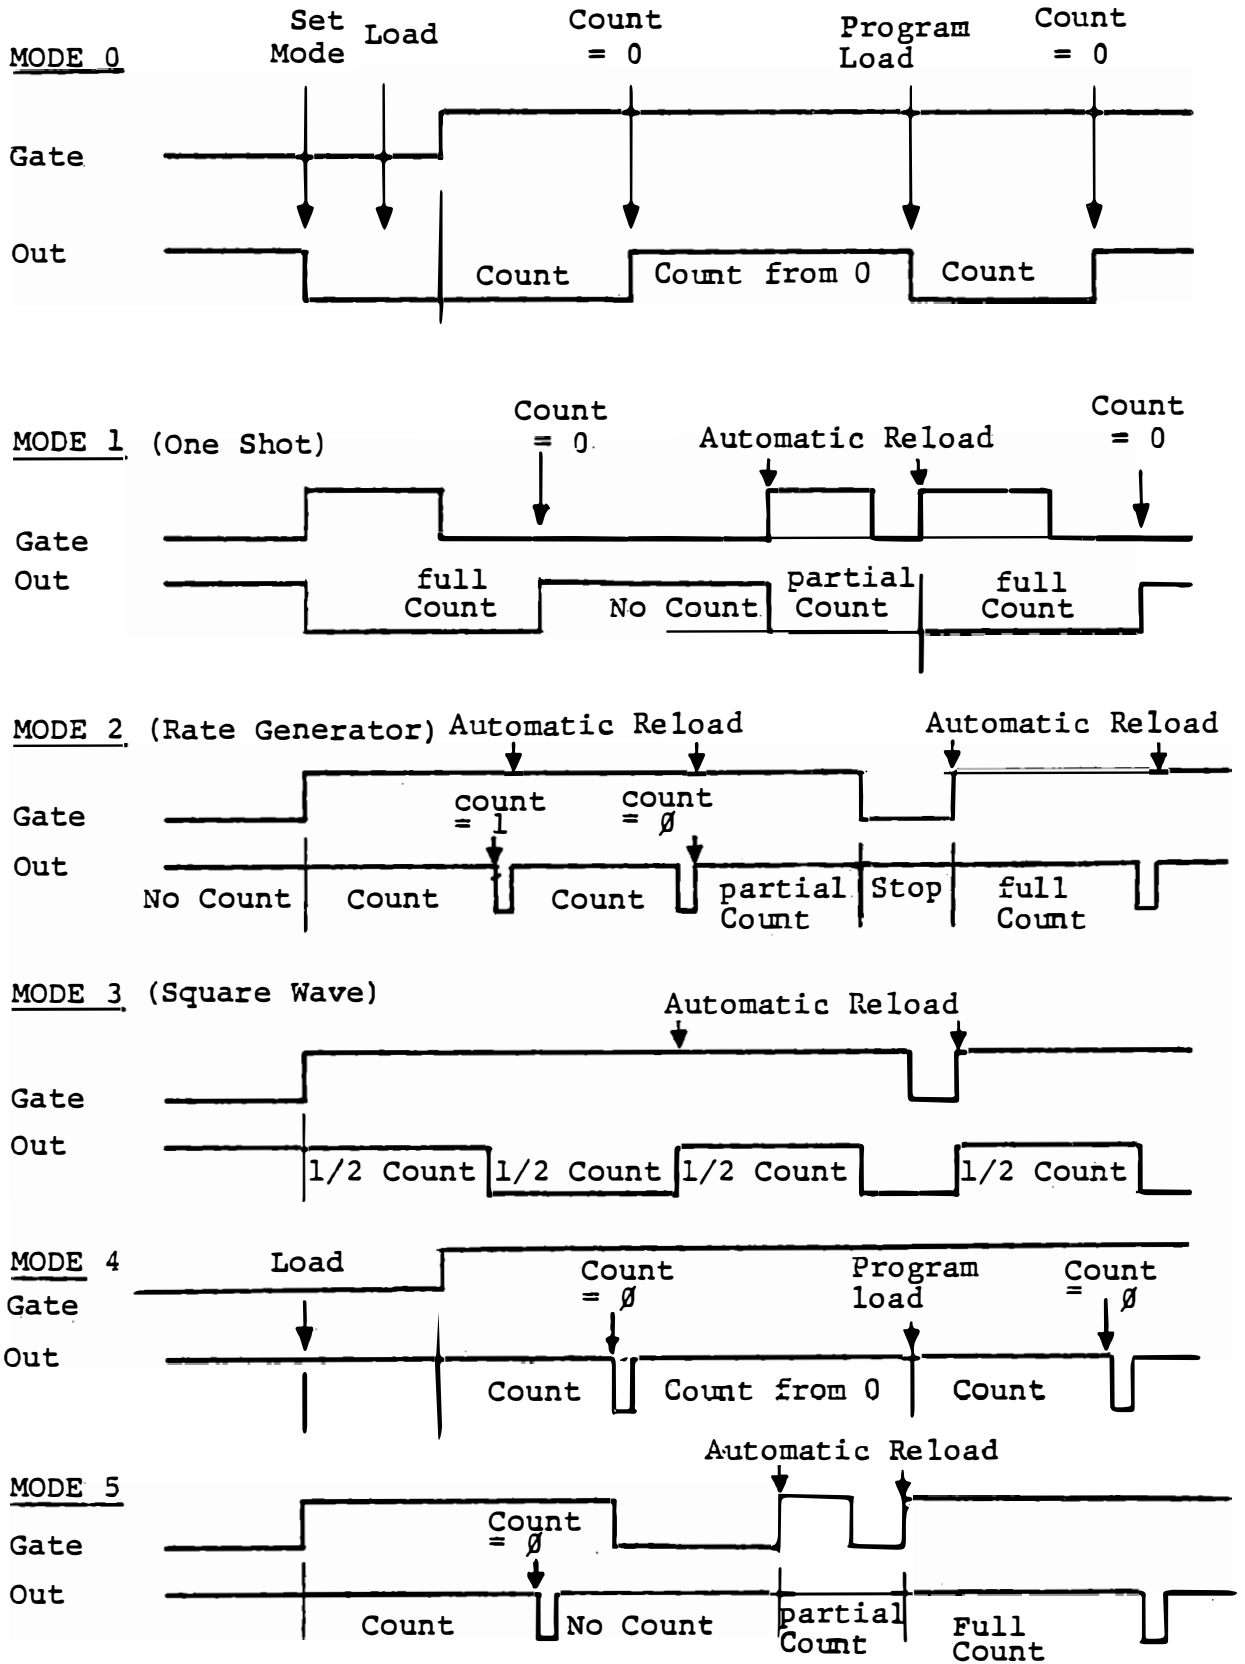 MODE 0
Set Mode
Load
Count = 0
Program Load
Count = 0
Gate
Out
Count
Count from 0
Count
MODE 1 (One Shot)
Count = 0
Automatic Reload
Count = 0
Gate
Out
full Count
No Count
partial Count
full Count
MODE 2 (Rate Generator)
Automatic Reload
Automatic Reload
count = 1
count = Ø
Gate
Out
No Count
Count
Count
partial Count
Stop
full Count
MODE 3 (Square Wave)
Automatic Reload
Gate
Out
1/2 Count
1/2 Count
1/2 Count
1/2 Count
MODE 4
Load
Count = Ø
Program load
Count = Ø
Gate
Out
Count
Count from 0
Count
Automatic Reload
MODE 5
Count = Ø
Gate
Out
Count
No Count
partial Count
Full Count